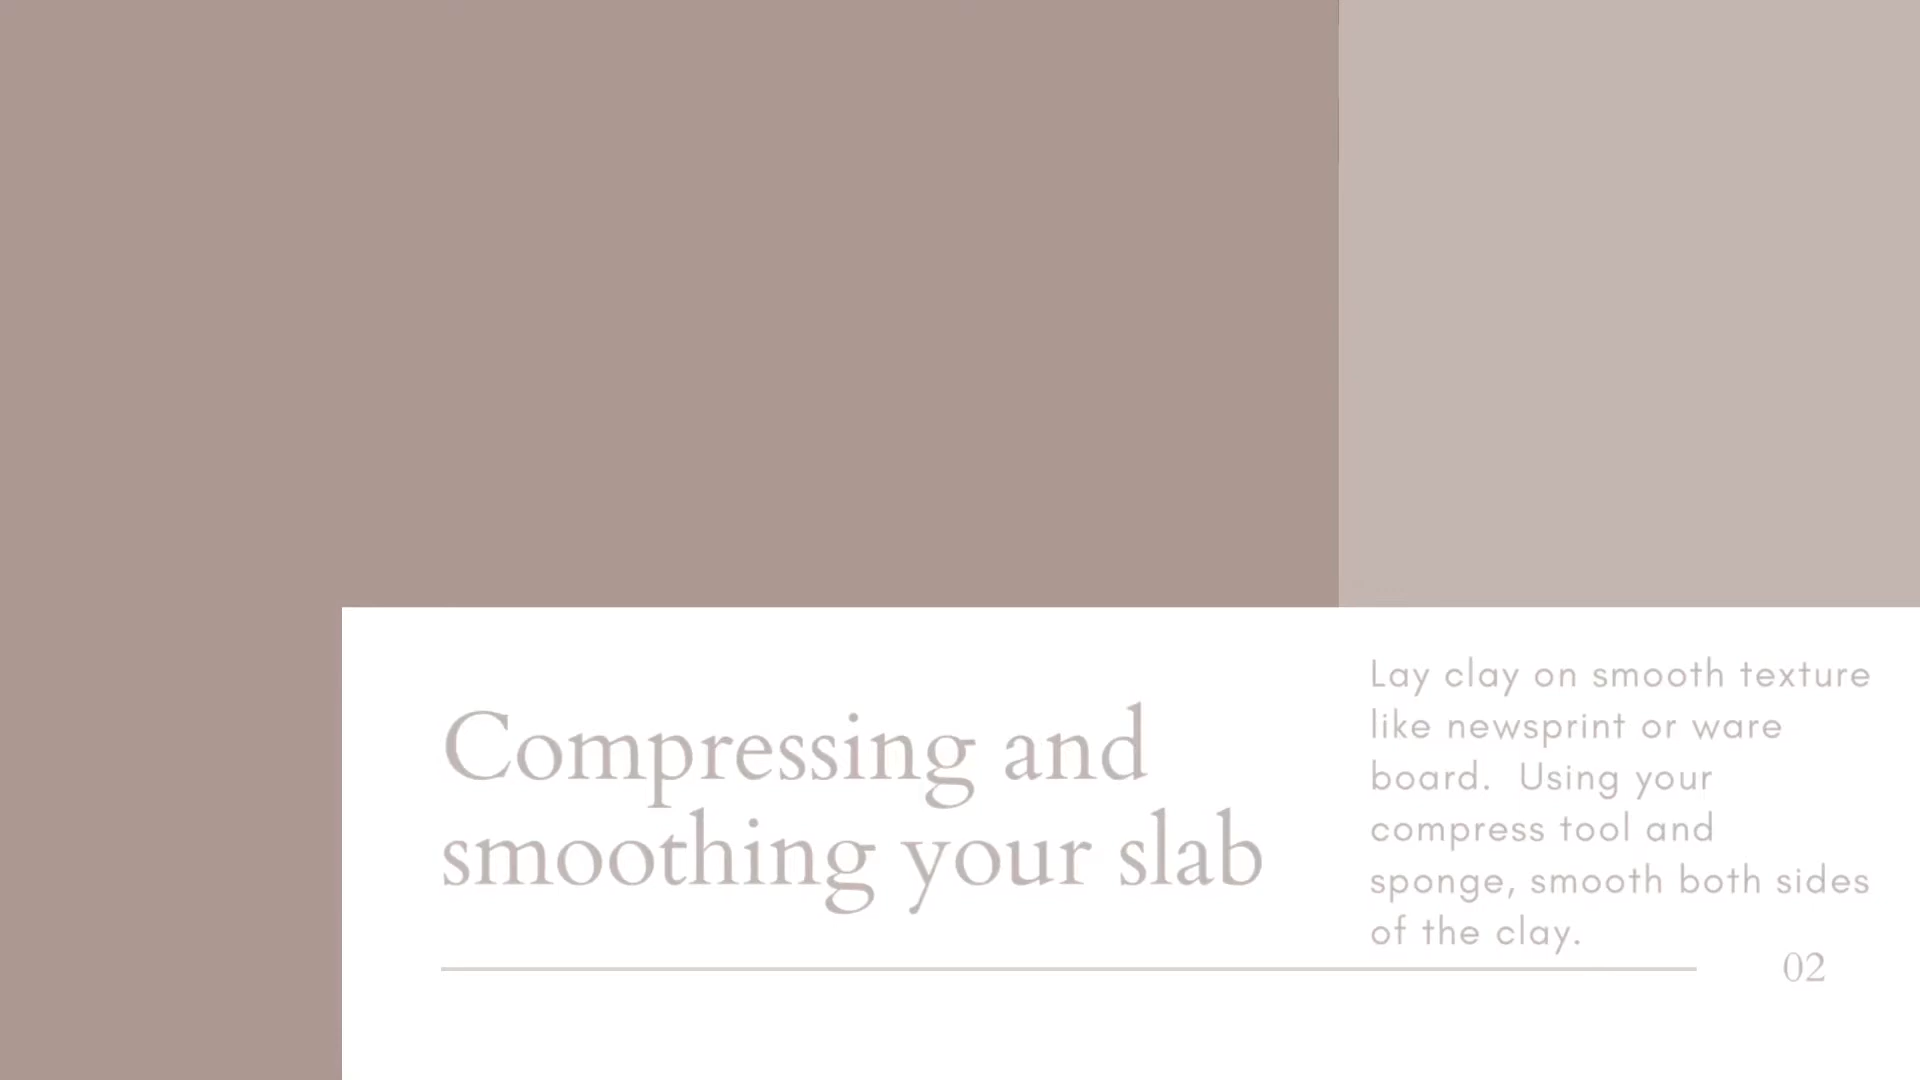 Compressing and
smoothing your slab
Lay clay on smooth texture
like newsprint or ware
board.  Using your
compress tool and
sponge, smooth both sides
of the clay.
02